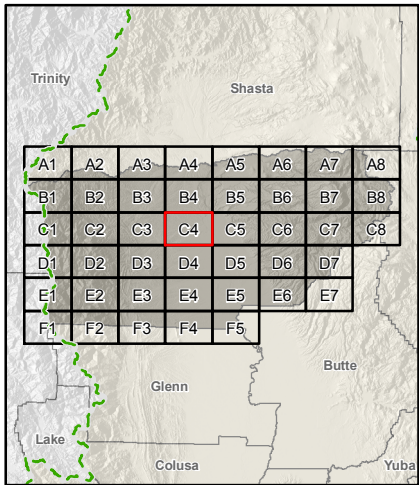 Trinity
Shasta
A1 A2 A3 A4 A5 A6 A7 A8
B1 B2 B3 B4 B5 B6 B7 B8
C1 C2 C3 C4 C5 C6 C7 C8
D1 D2 D3 D4 D5 D6 D7
E1 E2 E3 E4 E5 E6 E7
F1 F2 F3 F4 F5
Butte
Glenn
Lake
Colusa
Yuba